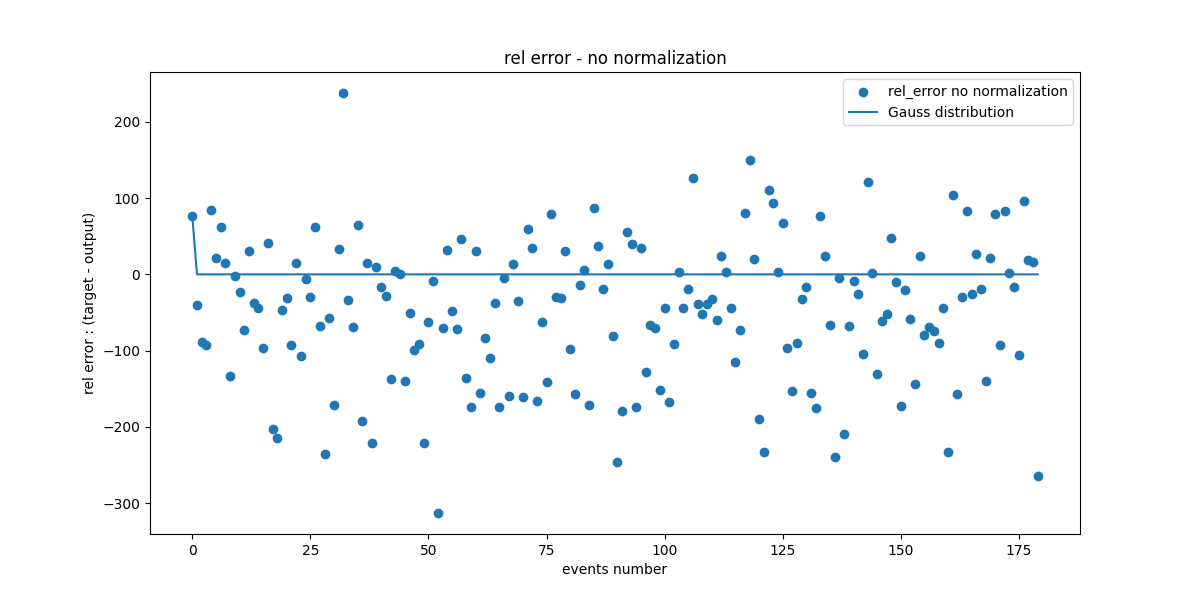 rel error - no normalization
rel_error no normalization
Gauss distribution
200
100
0
−100
−200
−300
rel error : (target - output)
0 25 50 75 100 125 150 175
events number